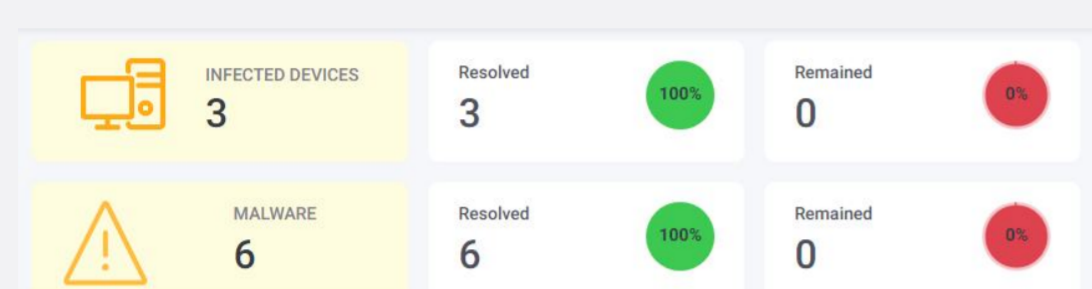 INFECTED DEVICES
3
Resolved
3
100%
Remained
0
0%
MALWARE
6
Resolved
6
100%
Remained
0
0%